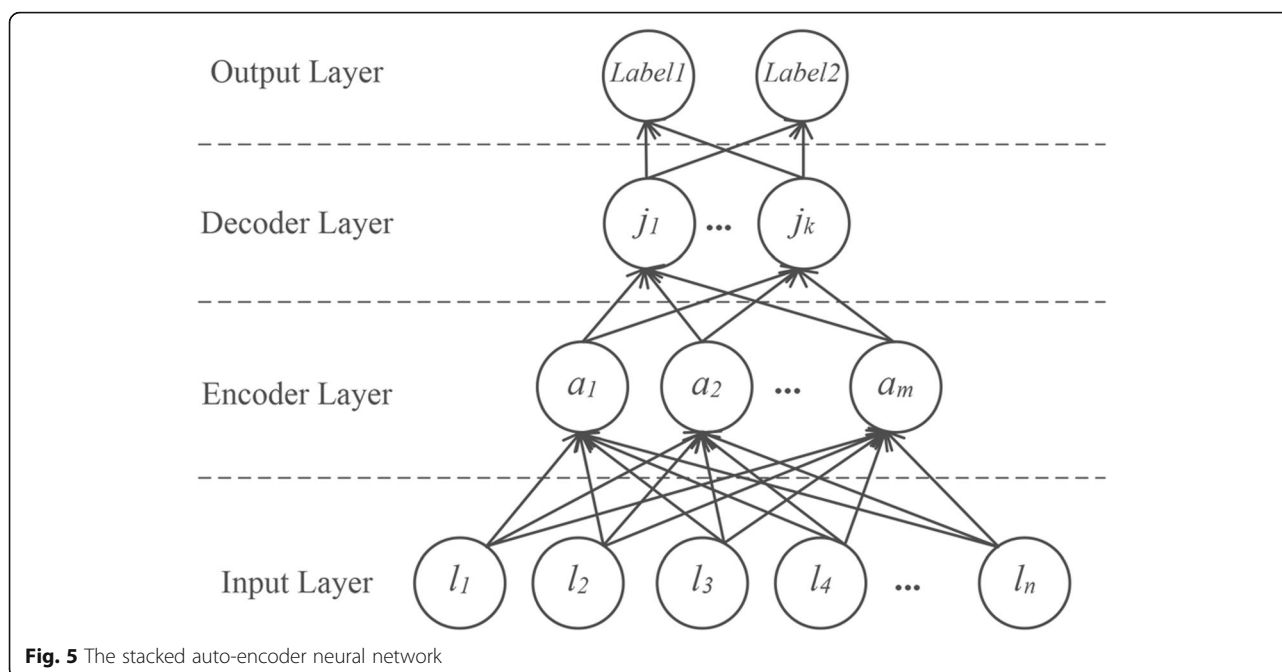 Output Layer Label1 Label2
Decoder Layer j1 ... jk
Encoder Layer a1 a2 ... am
Input Layer l1 l2 l3 l4 ... ln
Fig. 5 The stacked auto-encoder neural network